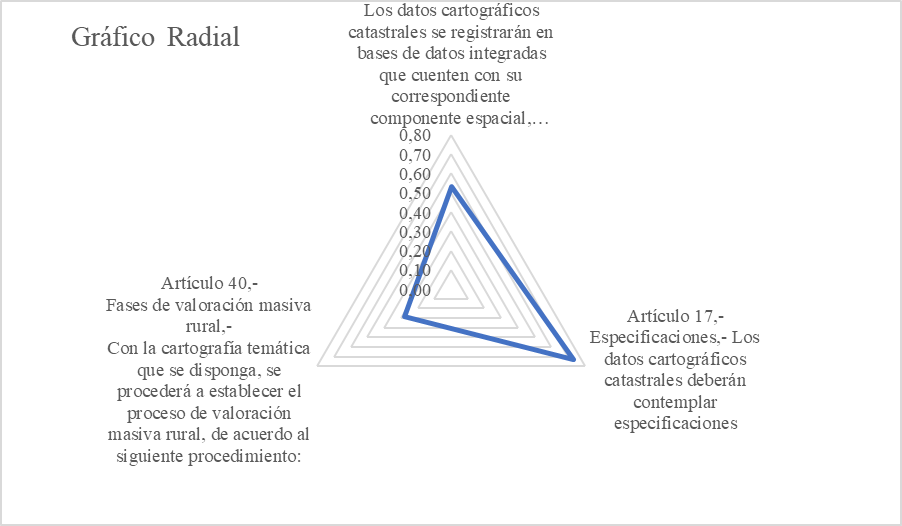 Gráfico Radial
Los datos cartográficos
catastrales se registrarán en
bases de datos integradas
que cuenten con su
correspondiente
componente espacial,…
0,80
0,70
0,60
0,50
0,40
0,30
0,20
0,10
0,00
Artículo 17,-
Especificaciones,- Los
datos cartográficos
catastrales deberán
contemplar
especificaciones
Artículo 40,-
Fases de valoración masiva
rural,-
Con la cartografía temática
que se disponga, se
procederá a establecer el
proceso de valoración
masiva rural, de acuerdo al
siguiente procedimiento: